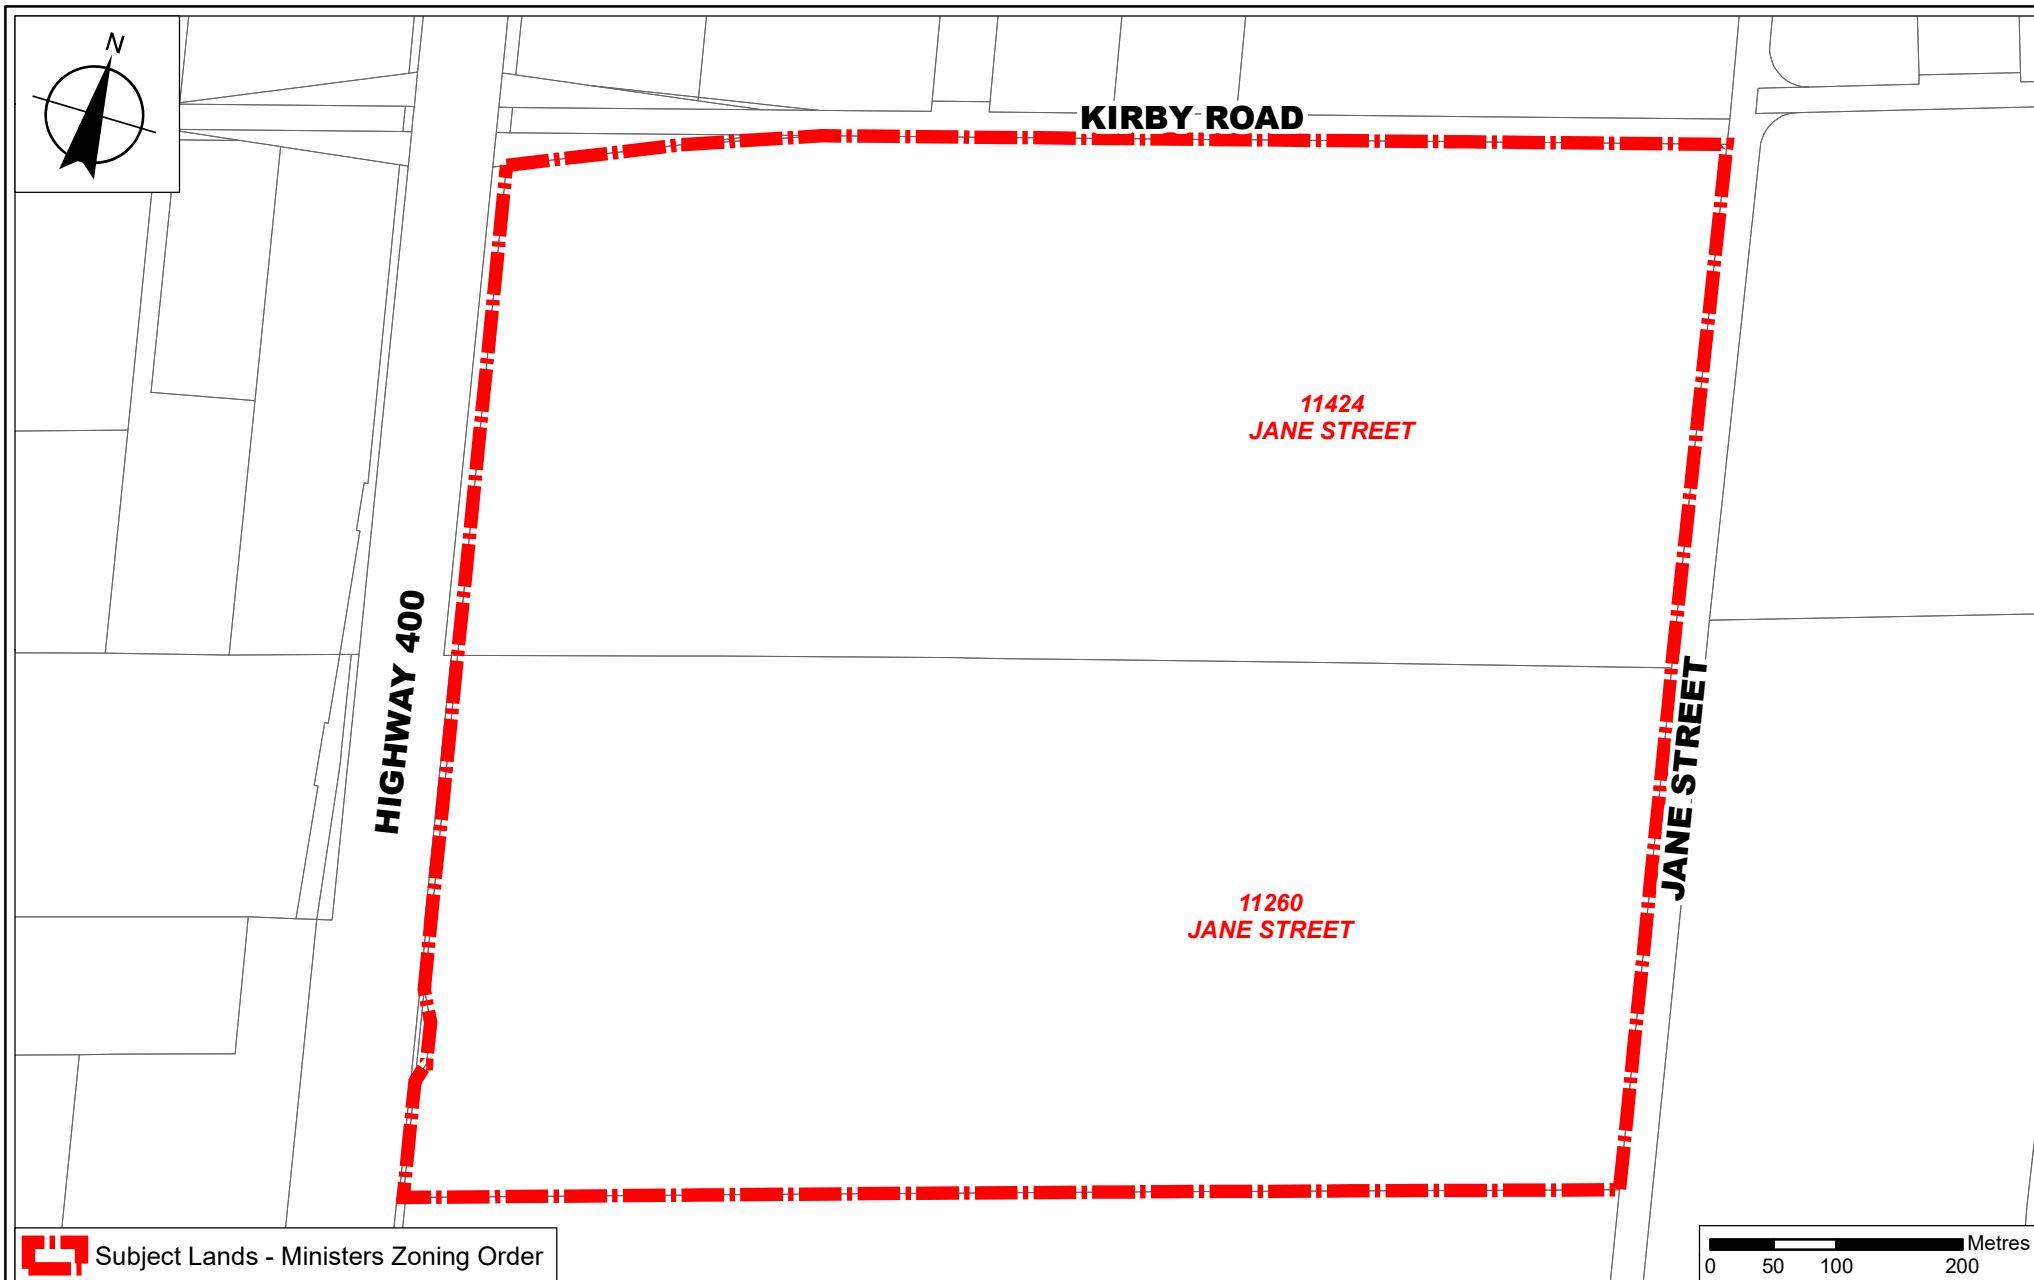 N
KIRBY ROAD
11424
JANE STREET
HIGHWAY 400
JANE STREET
11260
JANE STREET
Subject Lands - Ministers Zoning Order
Metres
0 50 100 200